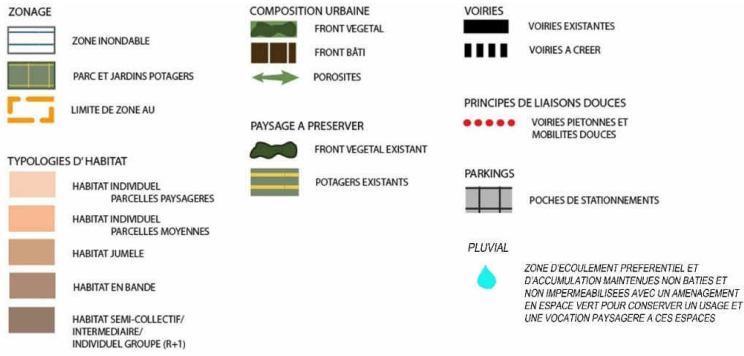 ZONAGE
ZONE INONDABLE
PARC ET JARDINS POTAGERS
LIMITE DE ZONE AU
TYPOLOGIES D'HABITAT
HABITAT INDIVIDUEL
PARCELLES PAYSAGERES
HABITAT INDIVIDUEL
PARCELLES MOYENNES
HABITAT JUMELE
HABITAT EN BANDE
HABITAT SEMI-COLLECTIF/
INTERMEDIAIRE/
INDIVIDUEL GROUPE (R+1)
COMPOSITION URBAINE
FRONT VEGETAL
FRONT BÂTI
POROSITES
PAYSAGE A PRESERVER
FRONT VEGETAL EXISTANT
POTAGERS EXISTANTS
VOIRIES
VOIRIES EXISTANTES
VOIRIES A CREER
PRINCIPES DE LIAISONS DOUCES
VOIRIES PIETONNES ET
MOBILITES DOUCES
PARKINGS
POCHES DE STATIONNEMENTS
PLUVIAL
ZONE D'ECOULEMENT PREFERENTIEL ET
D'ACCUMULATION MAINTENUES NON BATIES ET
NON IMPERMEABILISEES AVEC UN AMENAGEMENT
EN ESPACE VERT POUR CONSERVER UN USAGE ET
UNE VOCATION PAYSAGERE A CES ESPACES